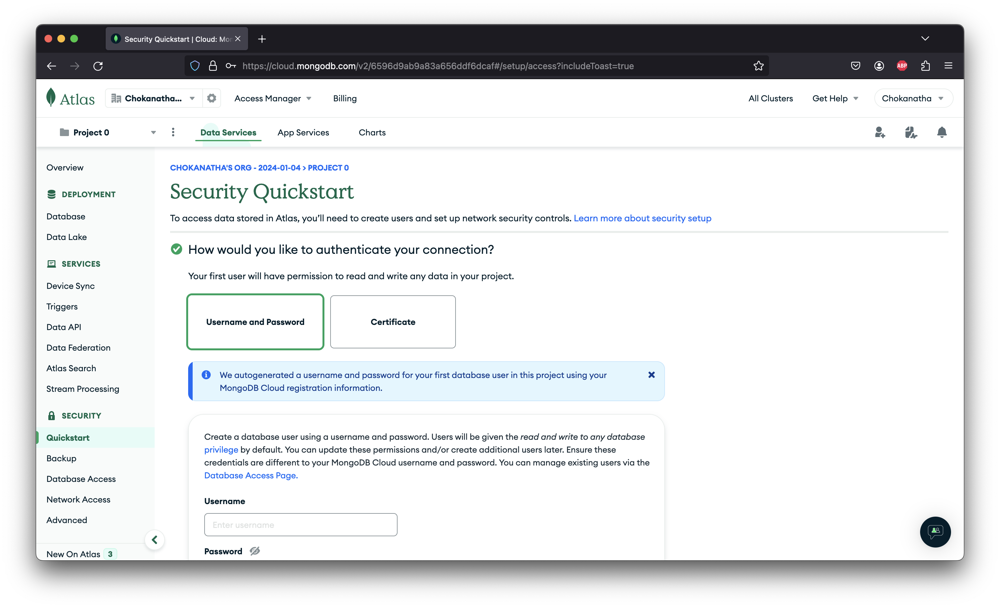 Security Quickstart | Cloud: Mon
https://cloud.mongodb.com/v2/6596d9ab9a83a656ddf6dcaf#/setup/access?includeToast=true
ABP
Atlas
Chokanatha...
Access Manager
Billing
All Clusters
Get Help
Chokanatha
Project 0
Data Services
App Services
Charts
Overview
DEPLOYMENT
Database
Data Lake
SERVICES
Device Sync
Triggers
Data API
Data Federation
Atlas Search
Stream Processing
SECURITY
Quickstart
Backup
Database Access
Network Access
Advanced
New On Atlas 3
CHOKANATHA'S ORG - 2024-01-04 > PROJECT 0
Security Quickstart
To access data stored in Atlas, you’ll need to create users and set up network security controls. Learn more about security setup
How would you like to authenticate your connection?
Your first user will have permission to read and write any data in your project.
Username and Password
Certificate
We autogenerated a username and password for your first database user in this project using your
MongoDB Cloud registration information.
Create a database user using a username and password. Users will be given the read and write to any database
privilege by default. You can update these permissions and/or create additional users later. Ensure these
credentials are different to your MongoDB Cloud username and password. You can manage existing users via the
Database Access Page.
Username
Enter username
Password